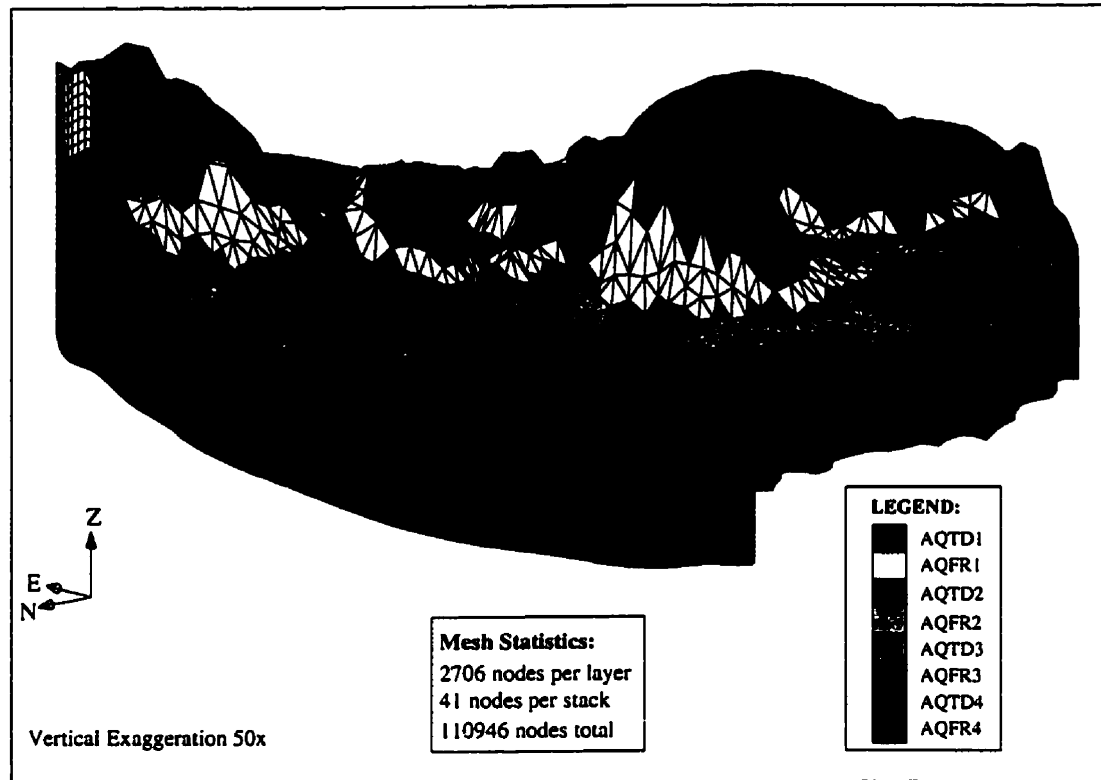 Z
E
N
Vertical Exaggeration 50x
Mesh Statistics:
2706 nodes per layer
41 nodes per stack
110946 nodes total
LEGEND:
AQTD1
AQFR1
AQTD2
AQFR2
AQTD3
AQFR3
AQTD4
AQFR4